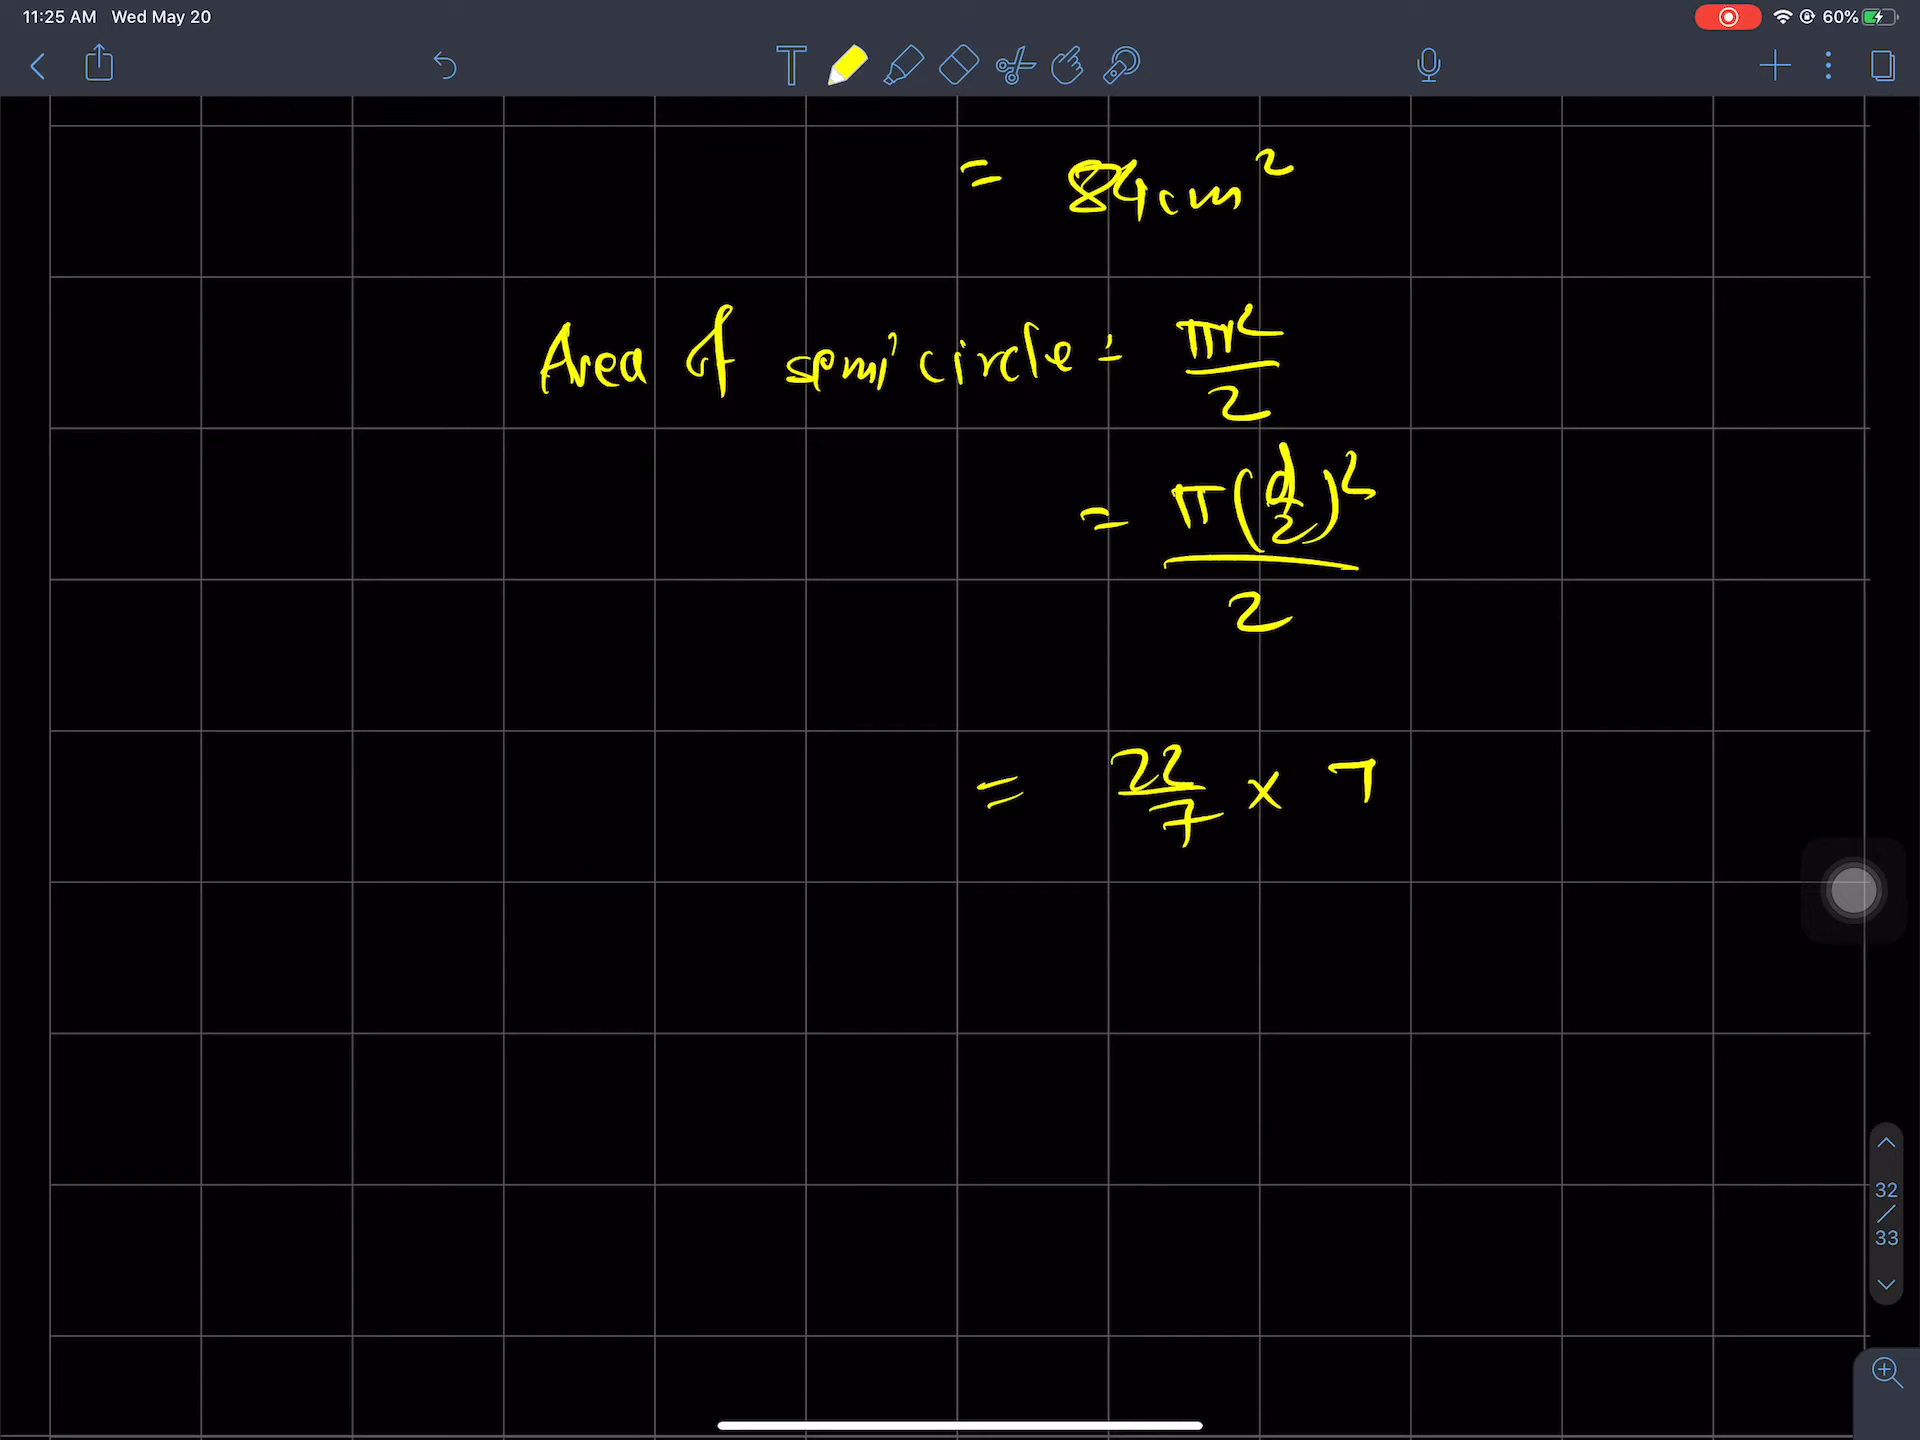 11:25 AM Wed May 20 60%
= 84cm²
Area of semi circle = πr²/2
= π(d/2)²/2
= 22/7 × 7
32
/
33